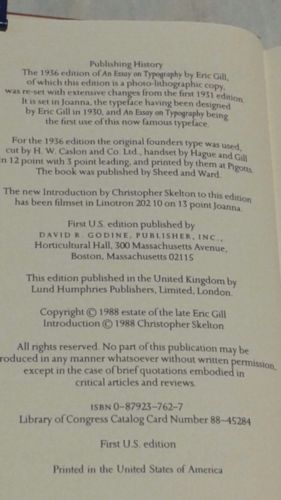 Publishing History
The 1936 edition of An Essay on Typography by Eric Gill,
of which this edition is a photo-lithographic copy,
was re-set with extensive changes from the first 1931 edition.
It is set in Joanna, the typeface having been designed
by Eric Gill in 1930, and An Essay on Typography being
the first use of this now famous typeface.
For the 1936 edition the original founders type was used,
cut by H. W. Caslon and Co. Ltd., handset by Hague and Gill
in 12 point with 3 point leading, and printed by them at Pigotts.
The book was published by Sheed and Ward.
The new Introduction by Christopher Skelton to this edition
has been filmset in Linotron 202 10 on 13 point Joanna.
First U.S. edition published by
DAVID R. GODINE, PUBLISHER, INC.,
Horticultural Hall, 300 Massachusetts Avenue,
Boston, Massachusetts 02115
This edition published in the United Kingdom by
Lund Humphries Publishers, Limited, London.
Copyright © 1988 estate of the late Eric Gill
Introduction © 1988 Christopher Skelton
All rights reserved. No part of this publication may be
roduced in any manner whatsoever without written permission,
except in the case of brief quotations embodied in
critical articles and reviews.
ISBN 0-87923-762-7
Library of Congress Catalog Card Number 88-45284
First U.S. edition
Printed in the United States of America